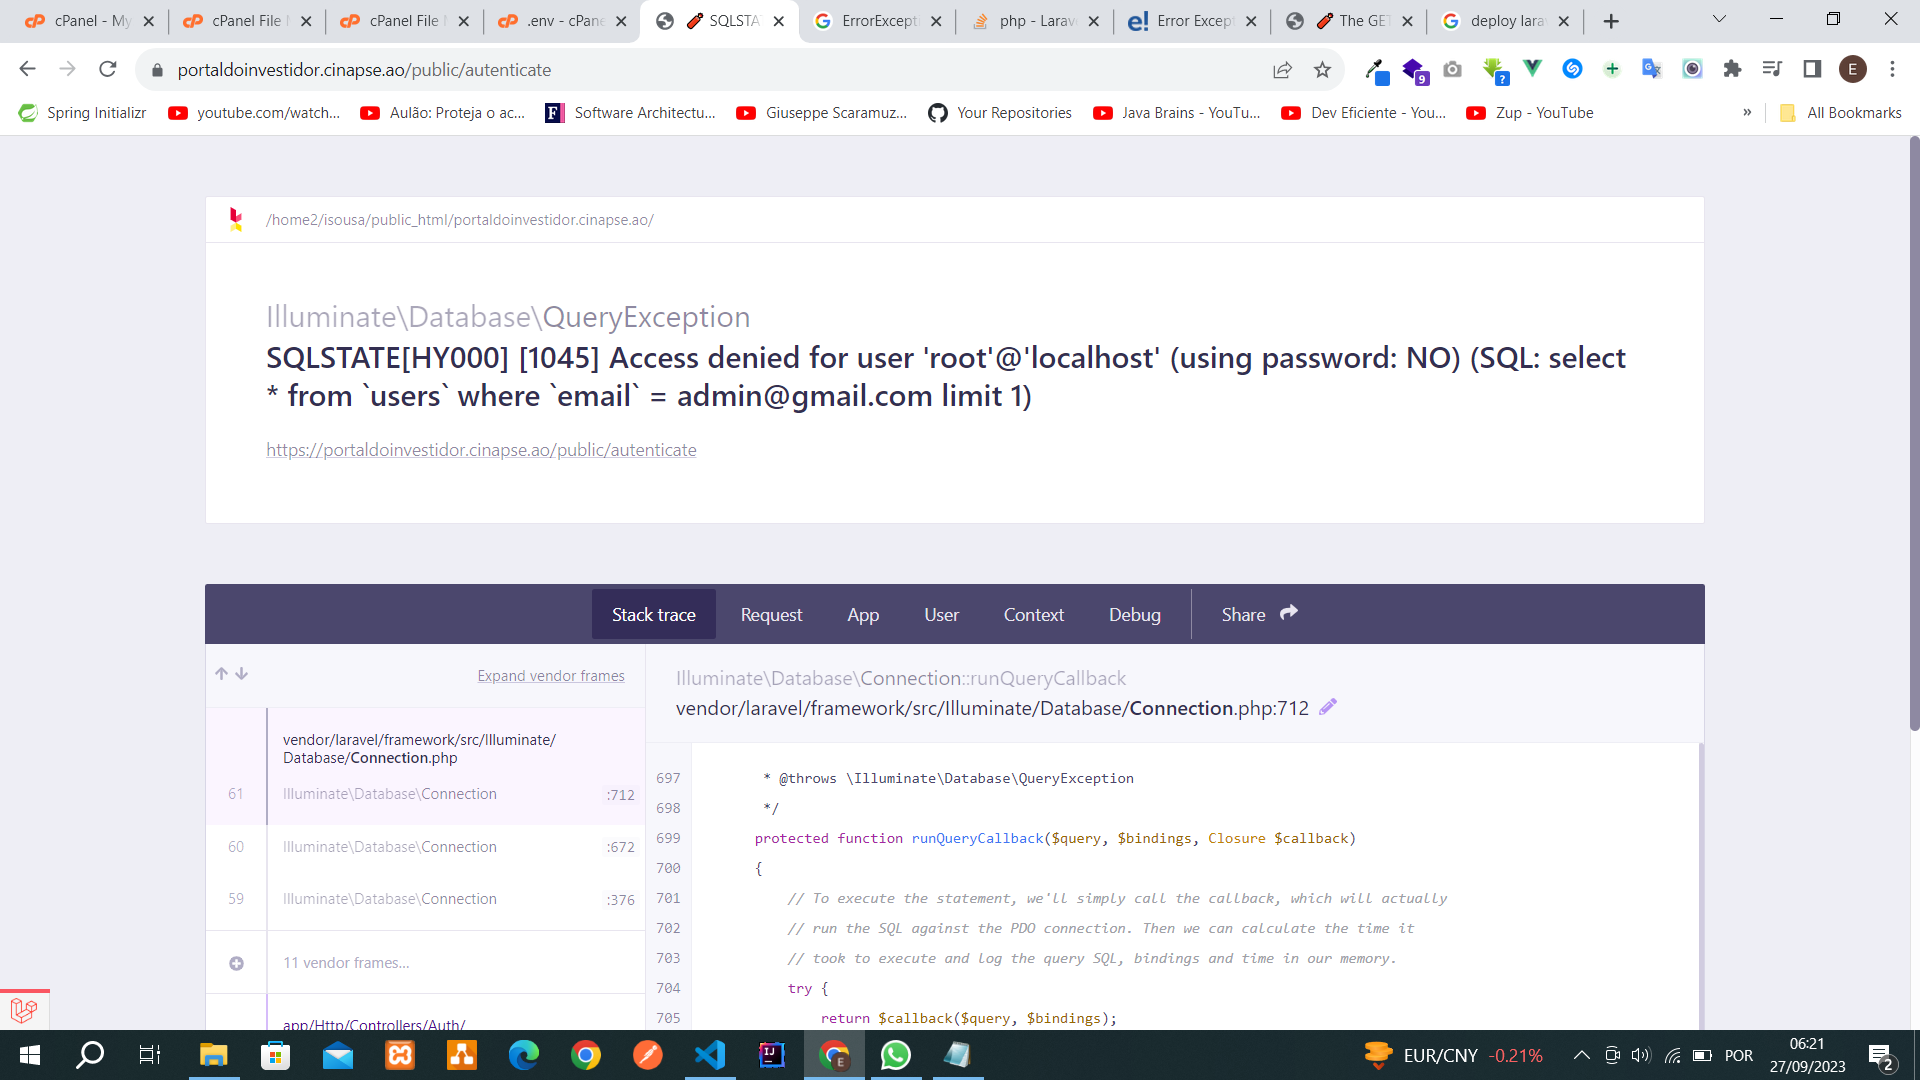 cPanel - My
cPanel File M
cPanel File M
.env - cPane
SQLSTA
ErrorExcepti
php - Larave
Error Except
The GET
deploy larav
portaldoinvestidor.cinapse.ao/public/autenticate
9
?
E
Spring Initializr
youtube.com/watch...
Aulão: Proteja o ac...
Software Architectu...
Giuseppe Scaramuz...
Your Repositories
Java Brains - YouTu...
Dev Eficiente - You...
Zup - YouTube
»
All Bookmarks
/home2/isousa/public_html/portaldoinvestidor.cinapse.ao/
Illuminate\Database\QueryException
SQLSTATE[HY000] [1045] Access denied for user 'root'@'localhost' (using password: NO) (SQL: select
* from `users` where `email` = admin@gmail.com limit 1)
https://portaldoinvestidor.cinapse.ao/public/autenticate
Stack trace
Request
App
User
Context
Debug
Share
Expand vendor frames
vendor/laravel/framework/src/Illuminate/
Database/Connection.php
61 Illuminate\Database\Connection :712
60 Illuminate\Database\Connection :672
59 Illuminate\Database\Connection :376
11 vendor frames...
app/Http/Controllers/Auth/
Illuminate\Database\Connection::runQueryCallback
vendor/laravel/framework/src/Illuminate/Database/Connection.php:712
697 * @throws \Illuminate\Database\QueryException
698 */
699 protected function runQueryCallback($query, $bindings, Closure $callback)
700 {
701 // To execute the statement, we'll simply call the callback, which will actually
702 // run the SQL against the PDO connection. Then we can calculate the time it
703 // took to execute and log the query SQL, bindings and time in our memory.
704 try {
705 return $callback($query, $bindings);
EUR/CNY -0.21%
POR
06:21
27/09/2023
2